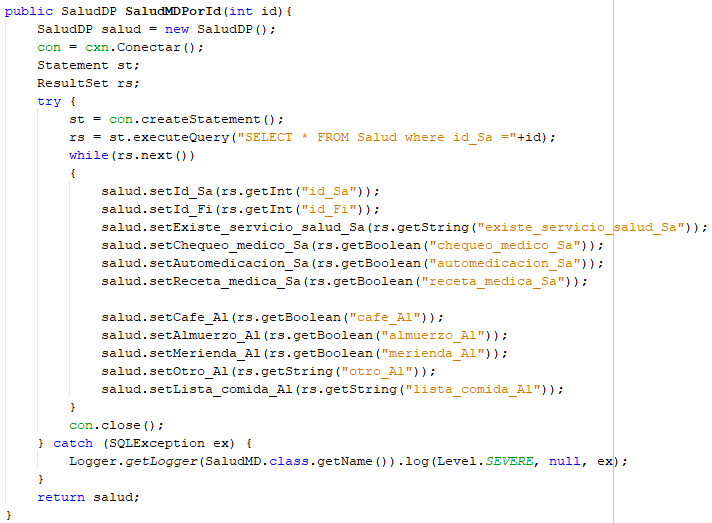 public SaludDP SaludMDPorId(int id){
    SaludDP salud = new SaludDP();
    con = cxn.Conectar();
    Statement st;
    ResultSet rs;
    try {
        st = con.createStatement();
        rs = st.executeQuery("SELECT * FROM Salud where id_Sa ="+id);
        while(rs.next())
        {
            salud.setId_Sa(rs.getInt("id_Sa"));
            salud.setId_Fi(rs.getInt("id_Fi"));
            salud.setExiste_servicio_salud_Sa(rs.getString("existe_servicio_salud_Sa"));
            salud.setChequeo_medico_Sa(rs.getBoolean("chequeo_medico_Sa"));
            salud.setAutomedicacion_Sa(rs.getBoolean("automedicacion_Sa"));
            salud.setReceta_medica_Sa(rs.getBoolean("receta_medica_Sa"));

            salud.setCafe_Al(rs.getBoolean("cafe_Al"));
            salud.setAlmuerzo_Al(rs.getBoolean("almuerzo_Al"));
            salud.setMerienda_Al(rs.getBoolean("merienda_Al"));
            salud.setOtro_Al(rs.getString("otro_Al"));
            salud.setLista_comida_Al(rs.getString("lista_comida_Al"));
        }
        con.close();
    } catch (SQLException ex) {
        Logger.getLogger(SaludMD.class.getName()).log(Level.SEVERE, null, ex);
    }
    return salud;
}